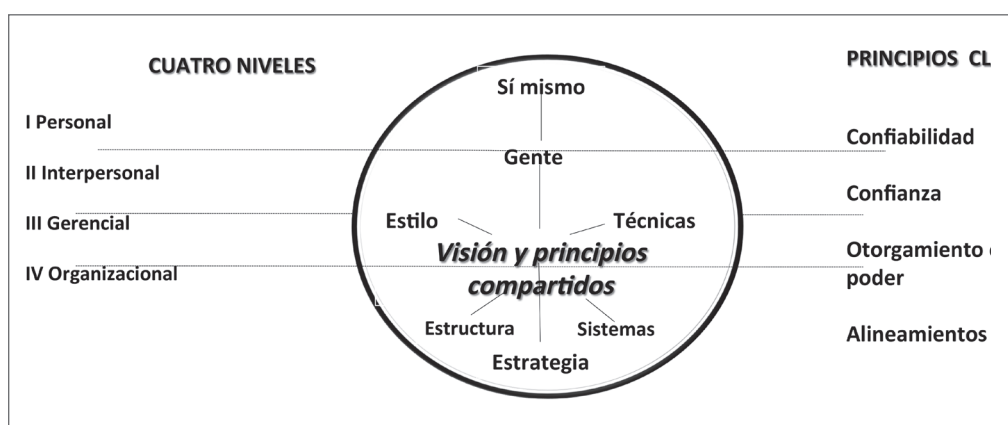 CUATRO NIVELES
I Personal
II Interpersonal
III Gerencial
IV Organizacional
Sí mismo
Gente
Estilo
Técnicas
Visión y principios
compartidos
Estructura
Sistemas
Estrategia
PRINCIPIOS
Confiabilidad
Confianza
Otorgamiento
poder
Alineamientos